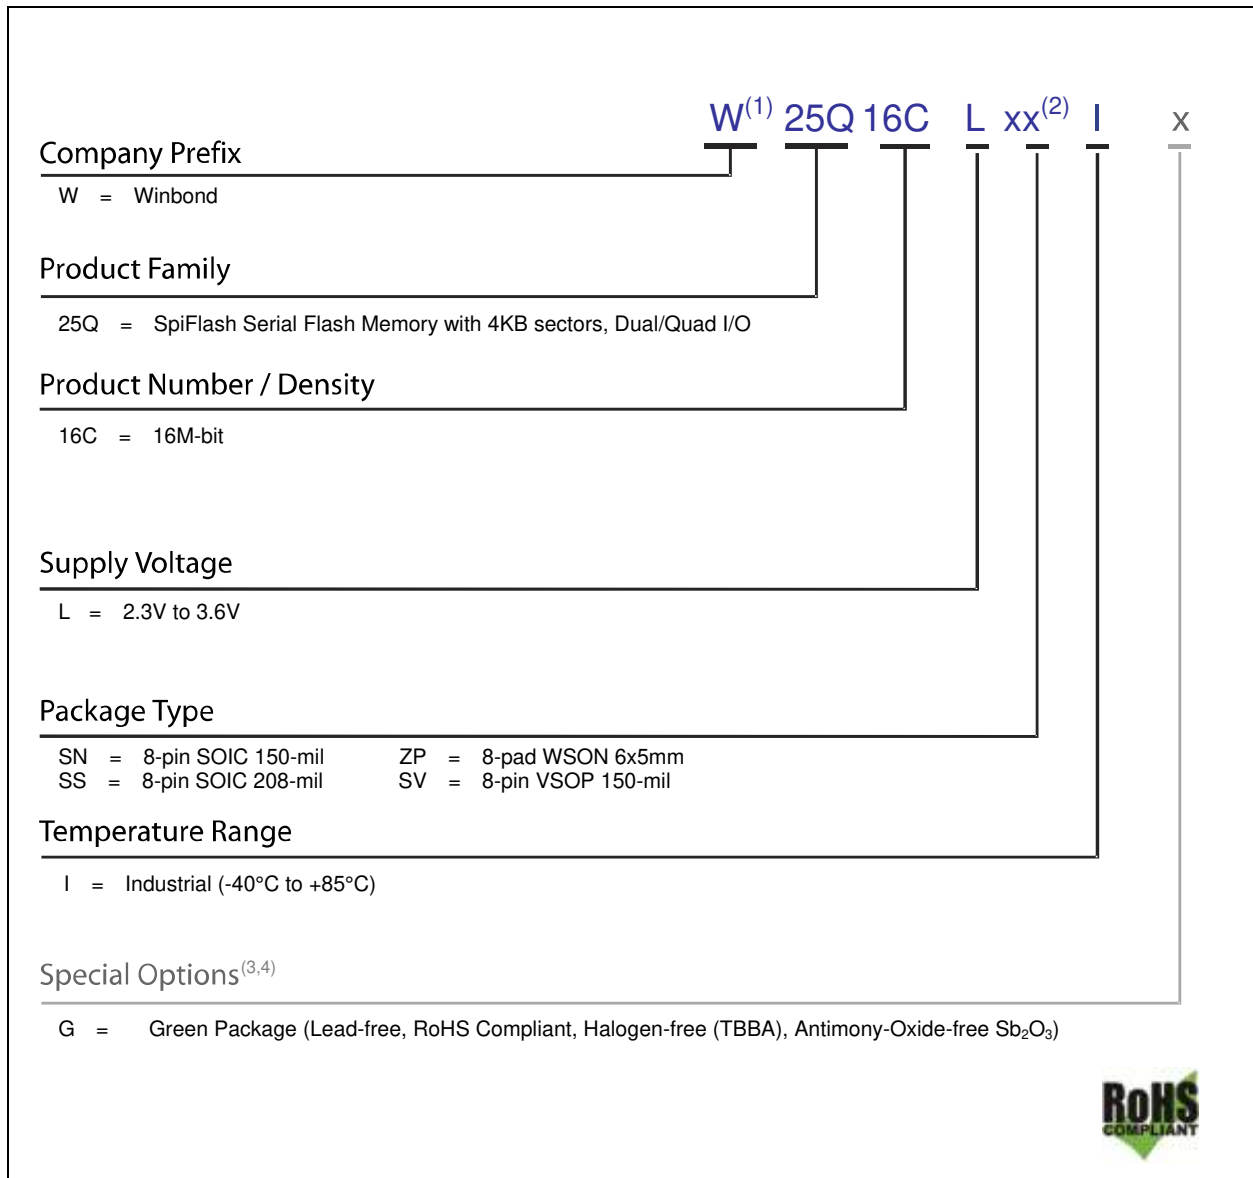 W(1) 25Q 16C L xx(2) I x
Company Prefix
W = Winbond
Product Family
25Q = SpiFlash Serial Flash Memory with 4KB sectors, Dual/Quad I/O
Product Number / Density
16C = 16M-bit
Supply Voltage
L = 2.3V to 3.6V
Package Type
SN = 8-pin SOIC 150-mil ZP = 8-pad WSON 6x5mm
SS = 8-pin SOIC 208-mil SV = 8-pin VSOP 150-mil
Temperature Range
I = Industrial (-40°C to +85°C)
Special Options(3,4)
G = Green Package (Lead-free, RoHS Compliant, Halogen-free (TBBA), Antimony-Oxide-free Sb2O3)
RoHS
COMPLIANT